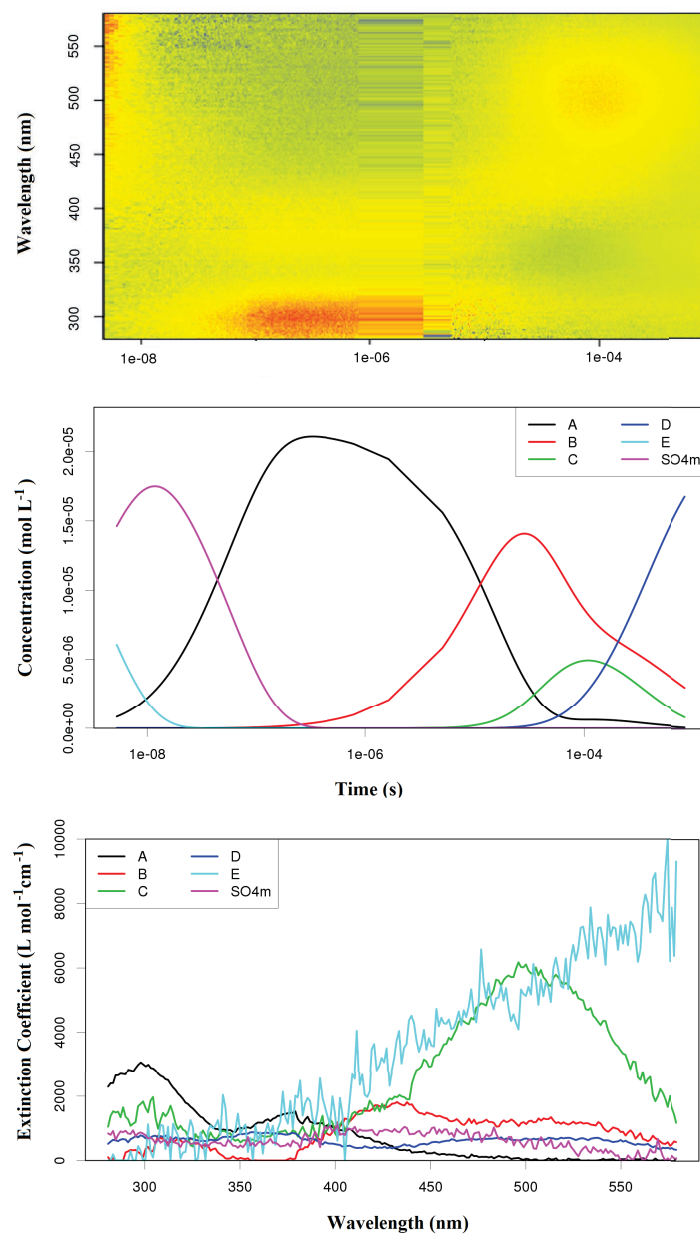 Wavelength (nm)
550
500
450
400
350
300
1e-08
1e-06
1e-04
Concentration (mol L-1)
2.0e-05
1.5e-05
1.0e-05
5.0e-06
0.0e+00
A
B
C
D
E
SO4m
1e-08
1e-06
1e-04
Time (s)
Extinction Coefficient (L mol-1cm-1)
10000
8000
6000
4000
2000
0
A
B
C
D
E
SO4m
300
350
400
450
500
550
Wavelength (nm)